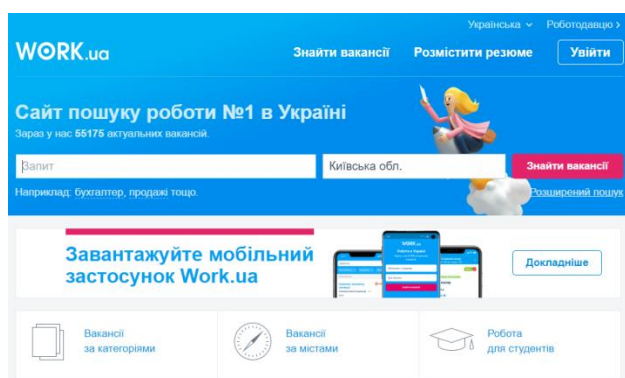 Українська Роботодавцю >
WORK.ua Знайти вакансії Розмістити резюме Увійти
Сайт пошуку роботи №1 в Україні
Зараз у нас 55175 актуальних вакансій.
Запит Київська обл. Знайти вакансії
Наприклад: бухгалтер, продажі тощо. Розширений пошук
Завантажуйте мобільний
застосунок Work.ua
Докладніше
Вакансії
за категоріями
Вакансії
за містами
Робота
для студентів